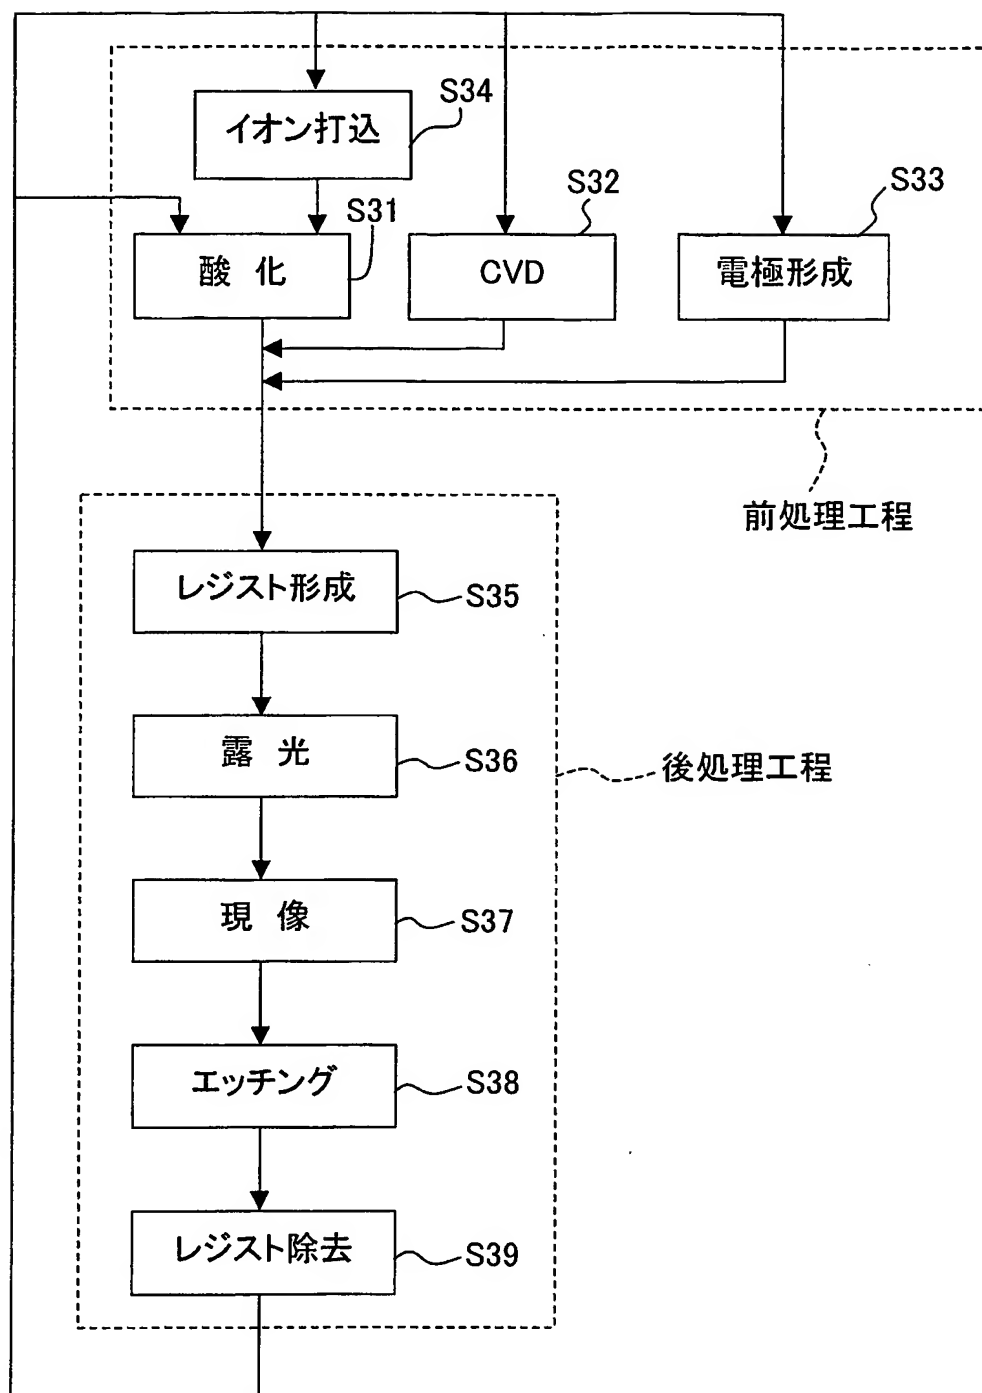 S34
イオン打込
S31
S32
S33
酸 化
CVD
電極形成
前処理工程
レジスト形成
S35
露 光
S36
後処理工程
現 像
S37
エッチング
S38
レジスト除去
S39